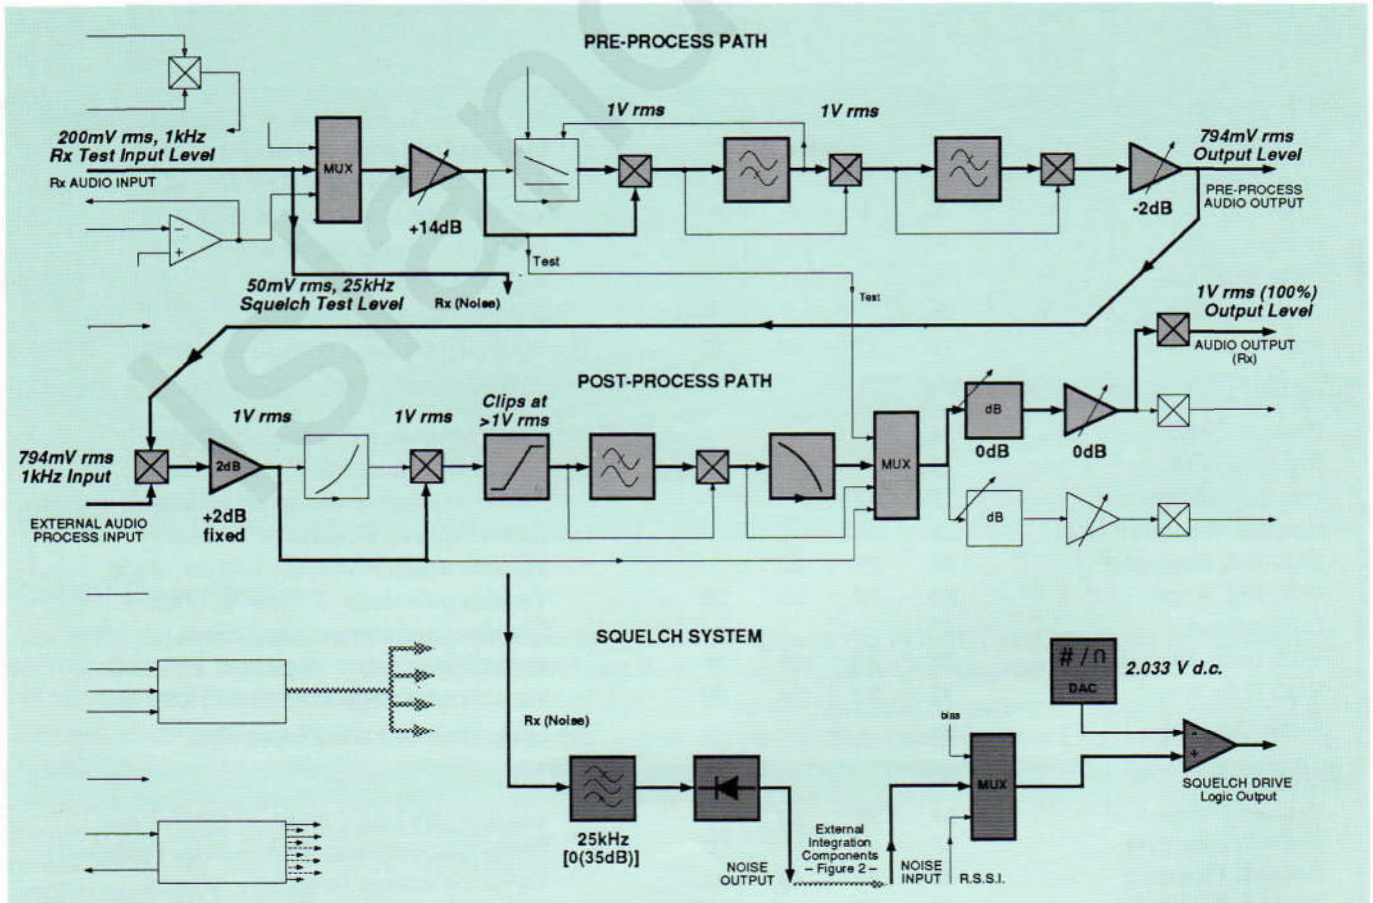 PRE-PROCESS PATH
200mV rms, 1kHz
Rx Test Input Level
Rx AUDIO INPUT
MUX
+14dB
1V rms
1V rms
-2dB
794mV rms
Output Level
PRE-PROCESS
AUDIO OUTPUT
Test
Test
50mV rms, 25kHz
Squelch Test Level
Rx (Noise)
1V rms (100%)
Output Level
AUDIO OUTPUT
(Rx)
POST-PROCESS PATH
794mV rms
1kHz Input
EXTERNAL AUDIO
PROCESS INPUT
1V rms
2dB
+2dB
fixed
1V rms
Clips at
>1V rms
MUX
dB
0dB
0dB
dB
SQUELCH SYSTEM
Rx (Noise)
25kHz
[0(35dB)]
NOISE
OUTPUT
External
Integration
Components
– Figure 2 –
NOISE
INPUT
R.S.S.I.
bias
MUX
# / n
DAC
2.033 V d.c.
-
+
SQUELCH DRIVE
Logic Output
-
+
Island